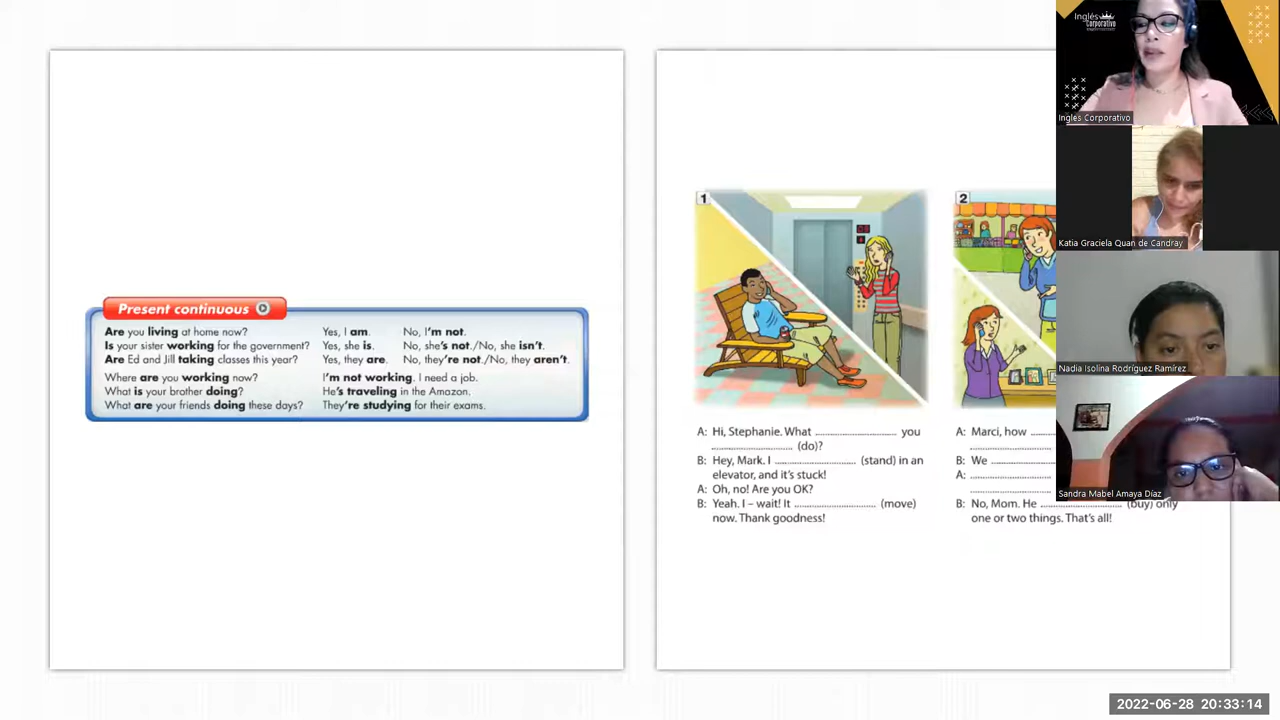 Present continuous
Are you living at home now? Yes, I am. No, I'm not.
Is your sister working for the government? Yes, she is. No, she's not./No, she isn't.
Are Ed and Jill taking classes this year? Yes, they are. No, they're not./No, they aren't.
Where are you working now? I'm not working. I need a job.
What is your brother doing? He's traveling in the Amazon.
What are your friends doing these days? They're studying for their exams.
1
A: Hi, Stephanie. What .......................... you
.......................... (do)?
B: Hey, Mark. I .......................... (stand) in an
elevator, and it's stuck!
A: Oh, no! Are you OK?
B: Yeah. I – wait! It .......................... (move)
now. Thank goodness!
2
A: Marci, how ........
..........................
B: We ........
A: ..........................
..........................
B: No, Mom. He .......................... (buy) only
one or two things. That's all!
Inglés
Corporativo
Inglés Corporativo
Katia Graciela Quan de Candray
Nadia Isolina Rodríguez Ramírez
Sandra Mabel Amaya Díaz
2022-06-28 20:33:14